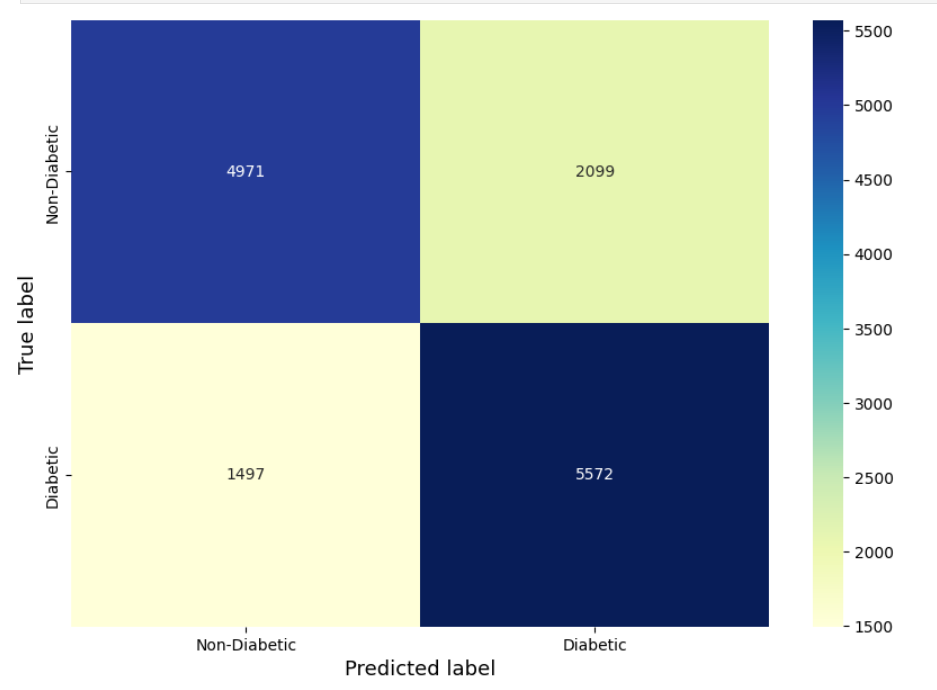 5500
5000
4500
4000
3500
3000
2500
2000
1500
True label
Non-Diabetic
Diabetic
4971 2099
1497 5572
Non-Diabetic Diabetic
Predicted label